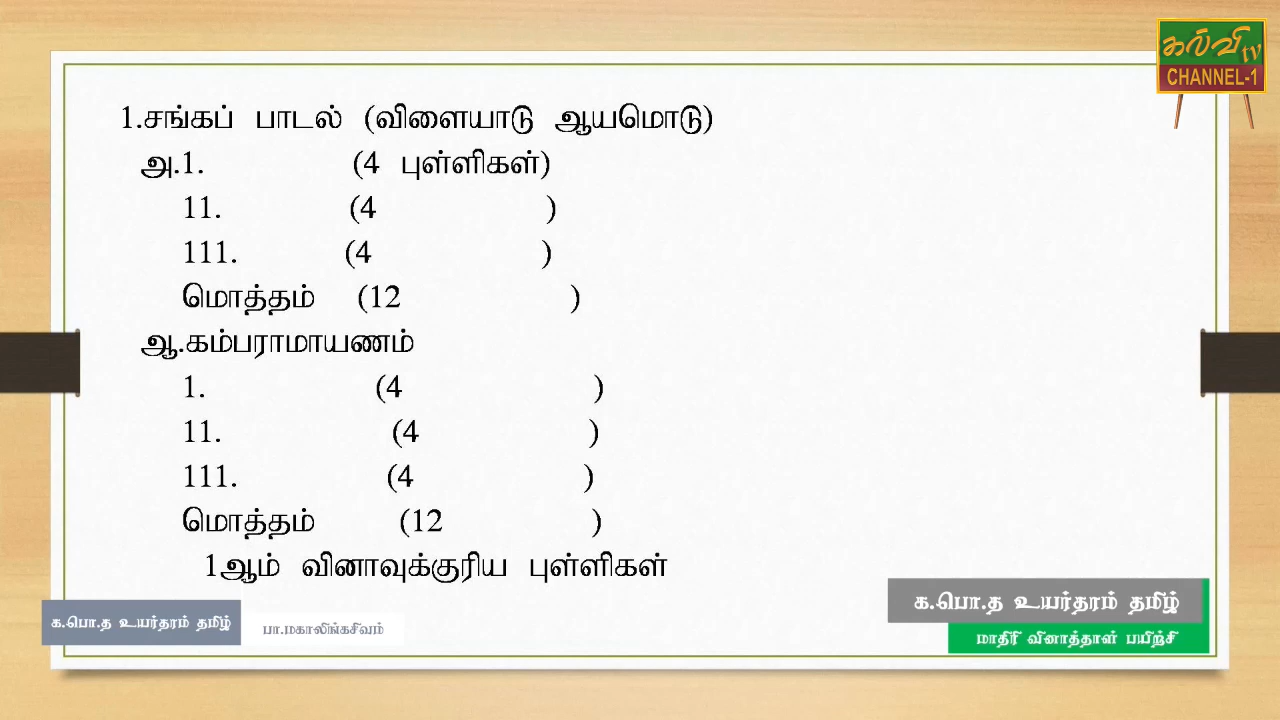 கல்வி tv
CHANNEL-1
1.சங்கப் பாடல் (விளையாடு ஆயமொடு)
அ.1. (4 புள்ளிகள்)
11. (4 )
111. (4 )
மொத்தம் (12 )
ஆ.கம்பராமாயணம்
1. (4 )
11. (4 )
111. (4 )
மொத்தம் (12 )
1ஆம் வினாவுக்குரிய புள்ளிகள்
க.பொ.த உயர்தரம் தமிழ்
மாதிரி வினாத்தாள் பயிற்சி
க.பொ.த உயர்தரம் தமிழ்
பா.மகாலிங்கசிவம்